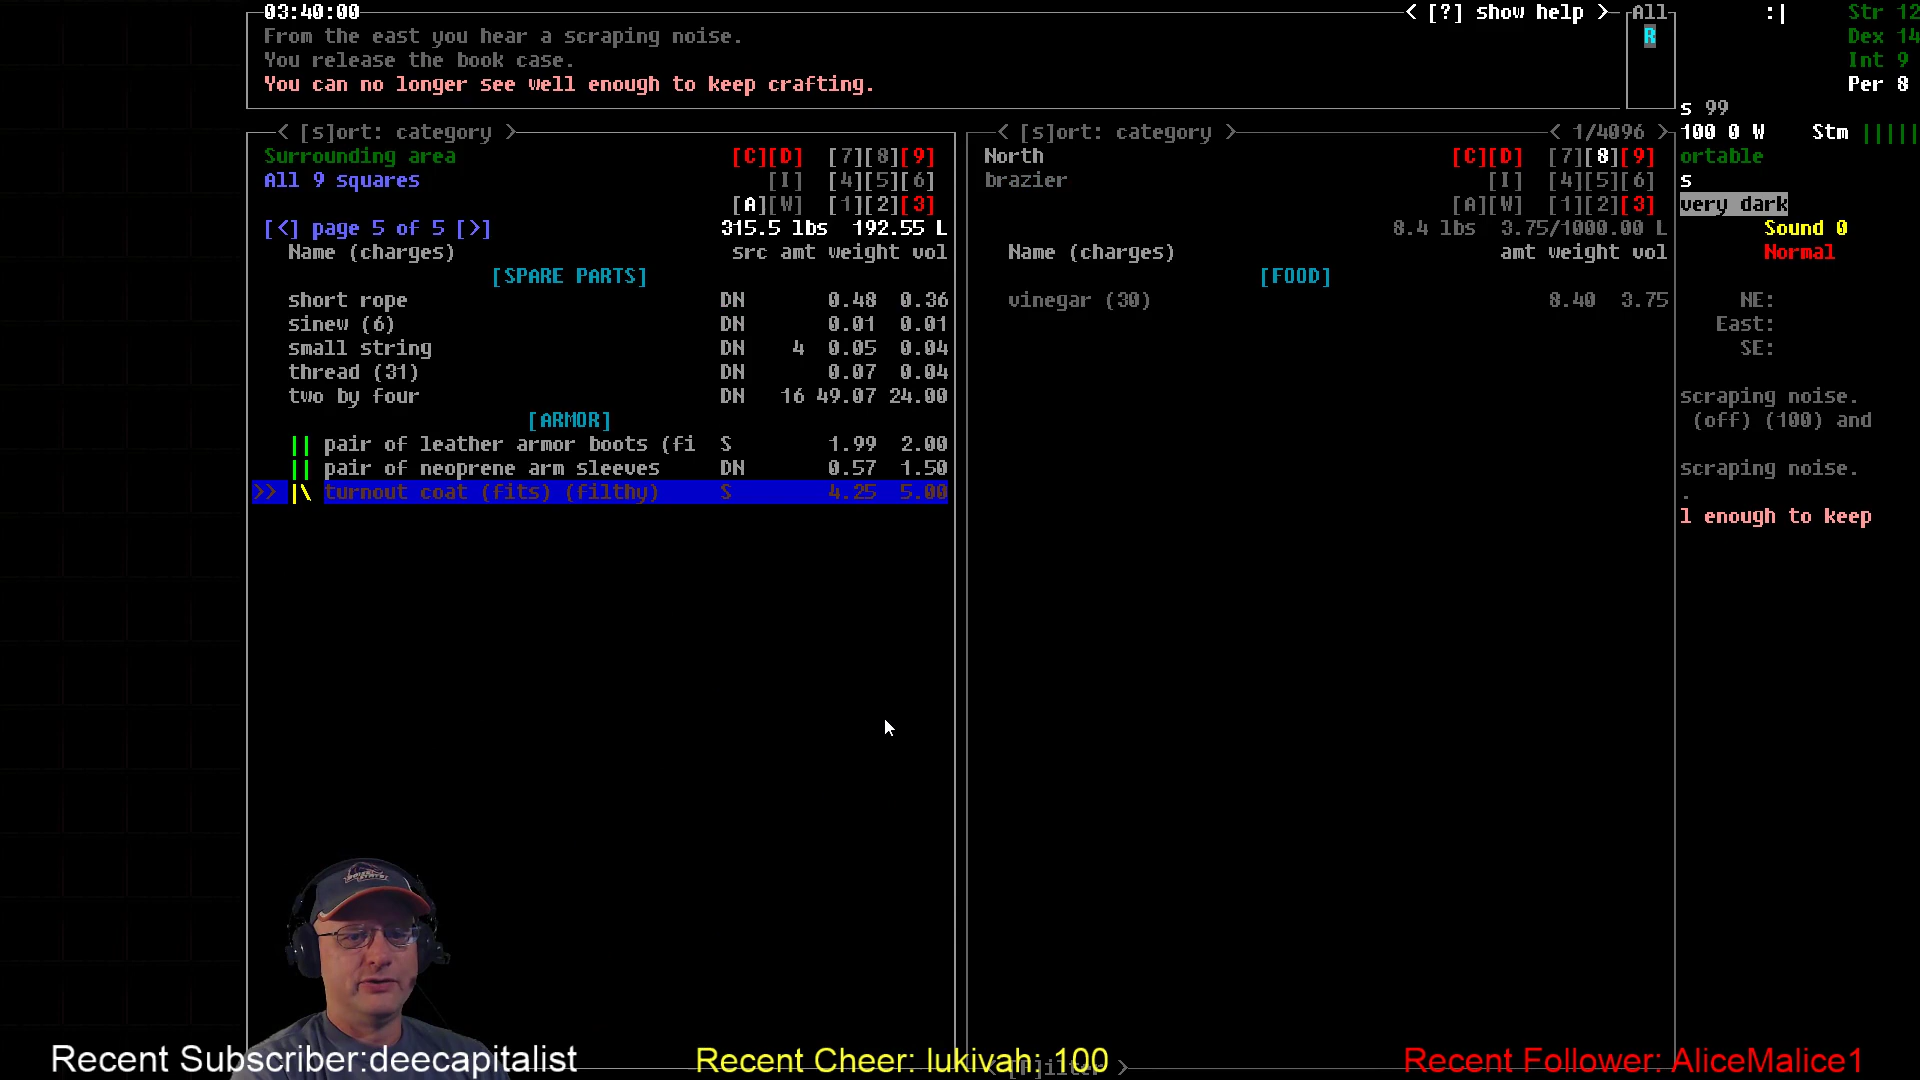 03:40:00 < [?] show help > All :| Str 12
From the east you hear a scraping noise. R Dex 14
You release the book case. Int 9
You can no longer see well enough to keep crafting. Per 8
s 99
< [s]ort: category > < [s]ort: category > < 1/4096 > 100 0 W Stm |||||
Surrounding area [C][D] [7][8][9] North [C][D] [7][8][9] ortable
All 9 squares [I] [4][5][6] brazier [I] [4][5][6] s
[A][W] [1][2][3] [A][W] [1][2][3] very dark
[<] page 5 of 5 [>] 315.5 lbs 192.55 L 8.4 lbs 3.75/1000.00 L Sound 0
Name (charges) src amt weight vol Name (charges) amt weight vol Normal
[SPARE PARTS] [FOOD]
short rope DN 0.48 0.36 vinegar (30) 8.40 3.75 NE:
sinew (6) DN 0.01 0.01 East:
small string DN 4 0.05 0.04 SE:
thread (31) DN 0.07 0.04
two by four DN 16 49.07 24.00 scraping noise.
[ARMOR] (off) (100) and
|| pair of leather armor boots (fi S 1.99 2.00
|| pair of neoprene arm sleeves DN 0.57 1.50 scraping noise.
>> |\ turnout coat (fits) (filthy) S 4.25 5.00 .
l enough to keep
Recent Subscriber:deecapitalist Recent Cheer: lukivah: 100 Recent Follower: AliceMalice1